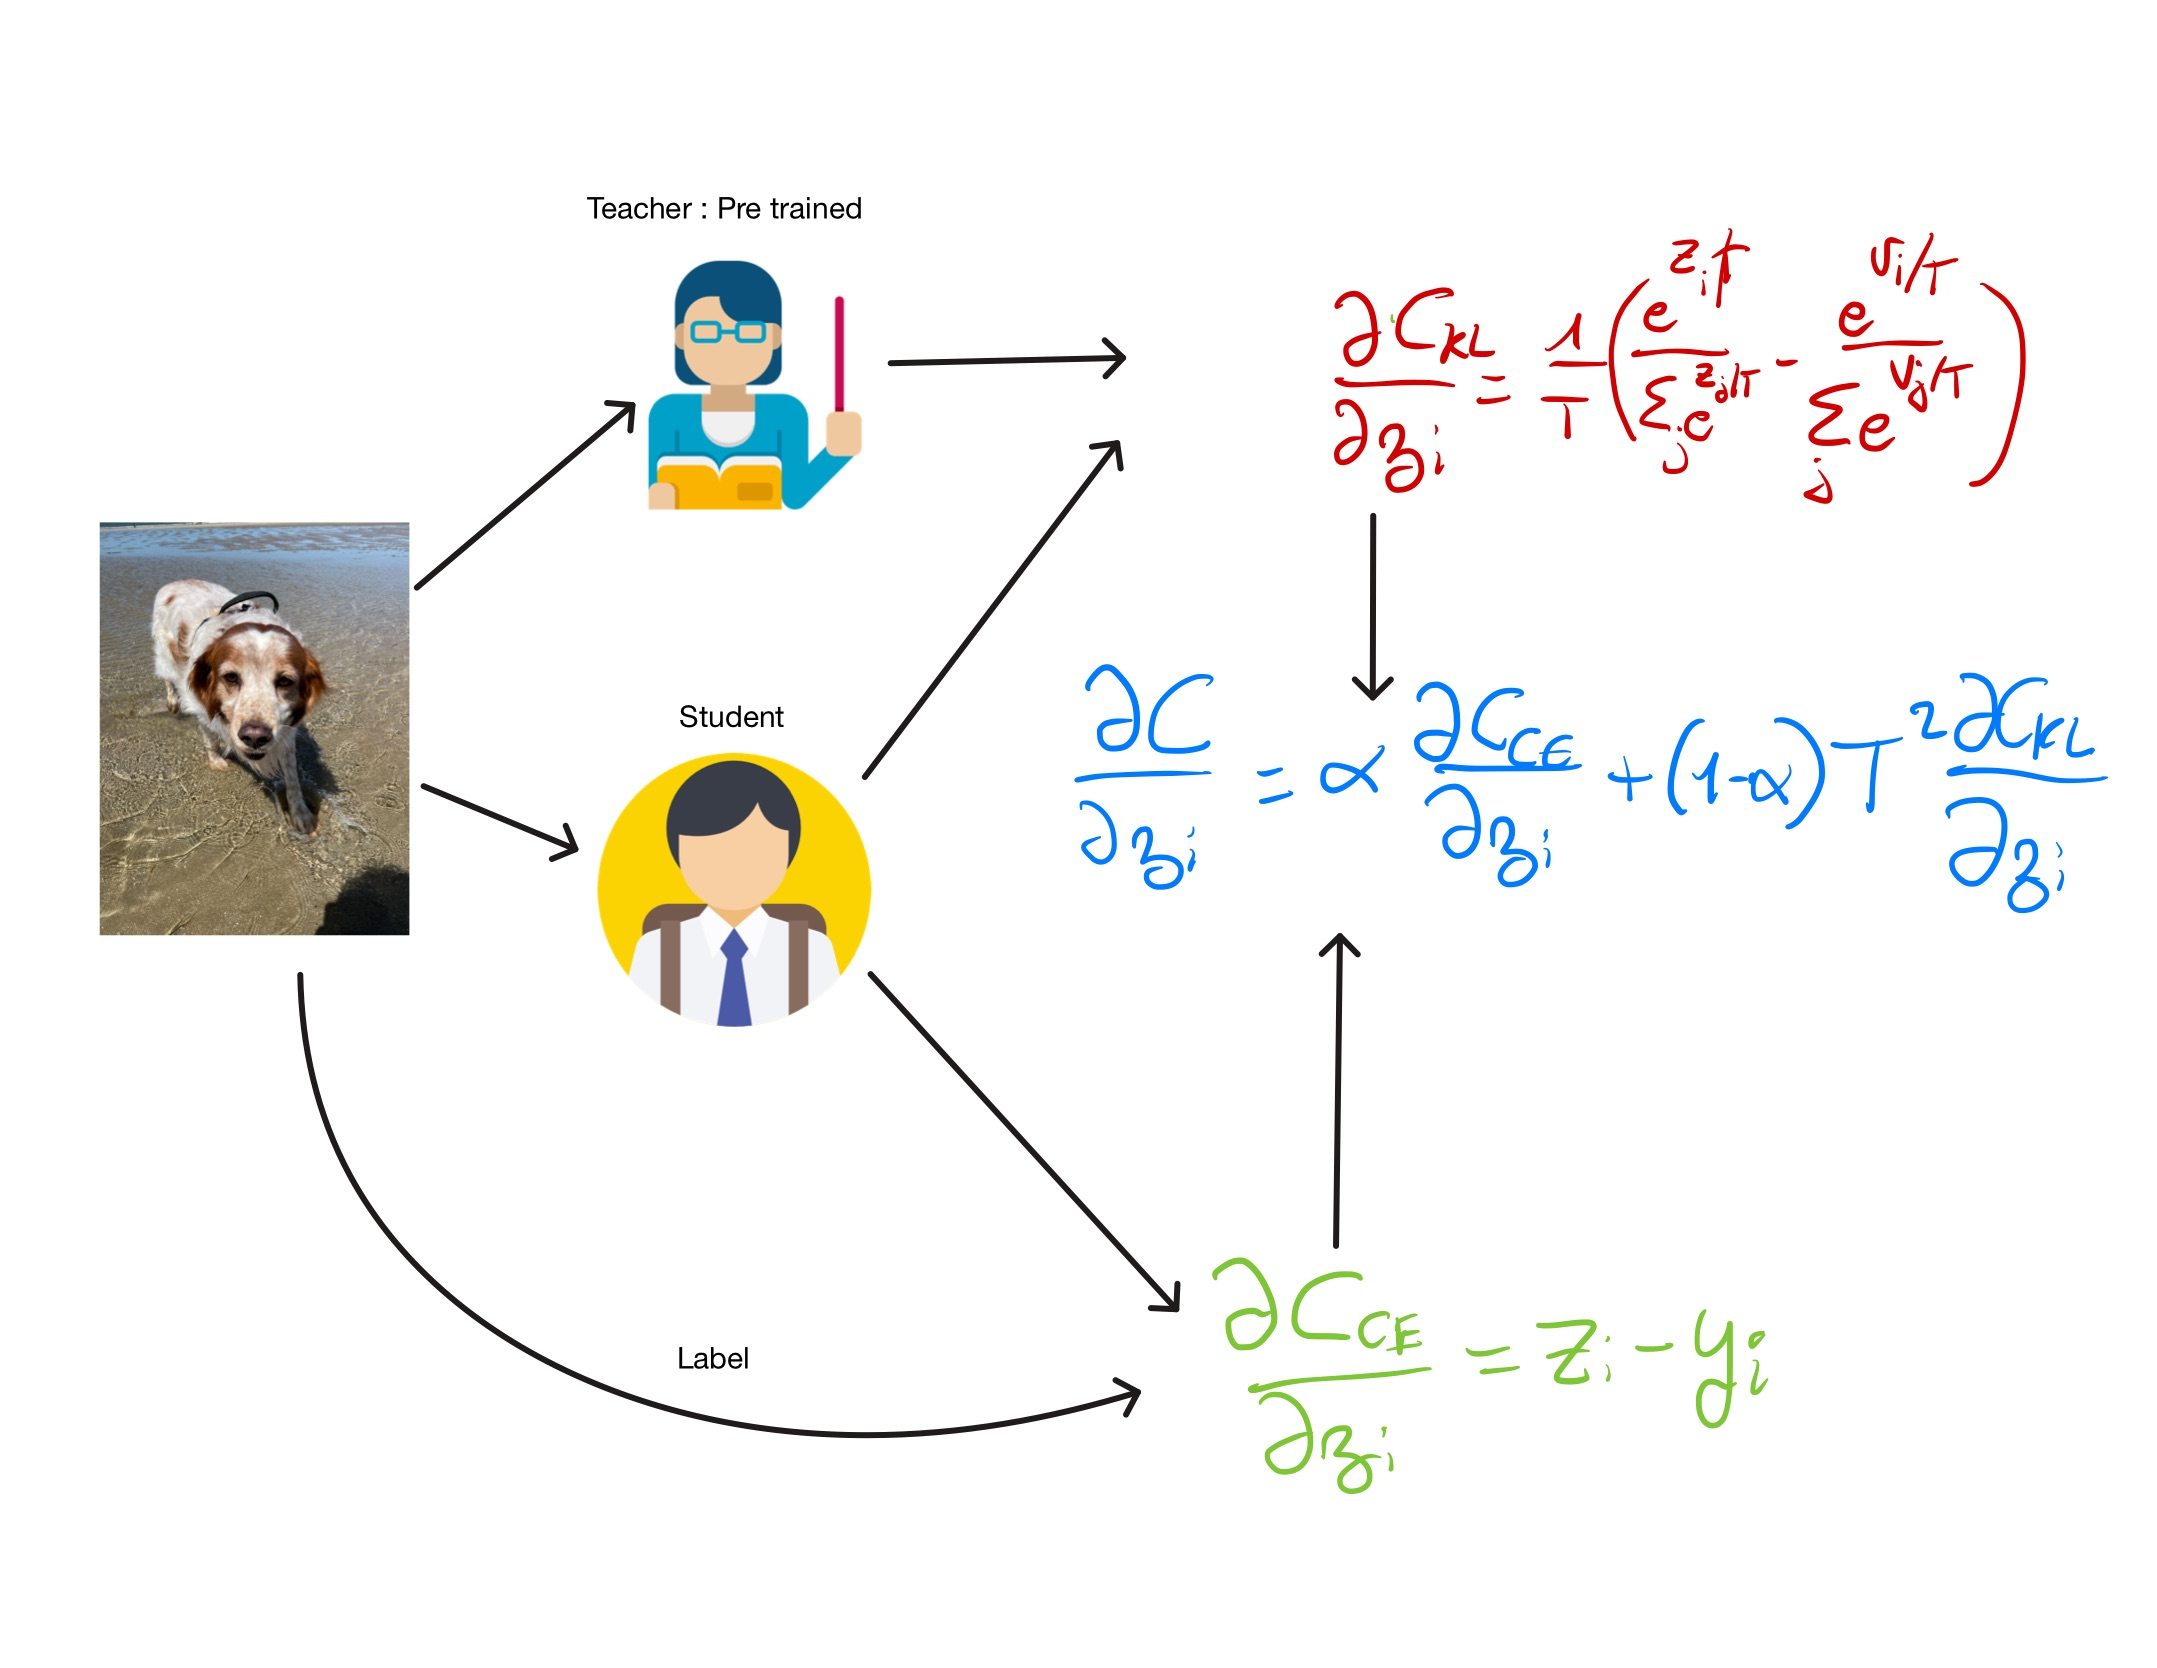 Teacher : Pre trained
∂C_KL/∂z_i = 1/T (e^{z_i/T}/Σ_j e^{z_j/T} - e^{v_i/T}/Σ_j e^{v_j/T})
Student
∂C/∂z_i = α ∂C_CE/∂z_i + (1-α) T² ∂C_KL/∂z_i
Label
∂C_CE/∂z_i = z_i - y_i